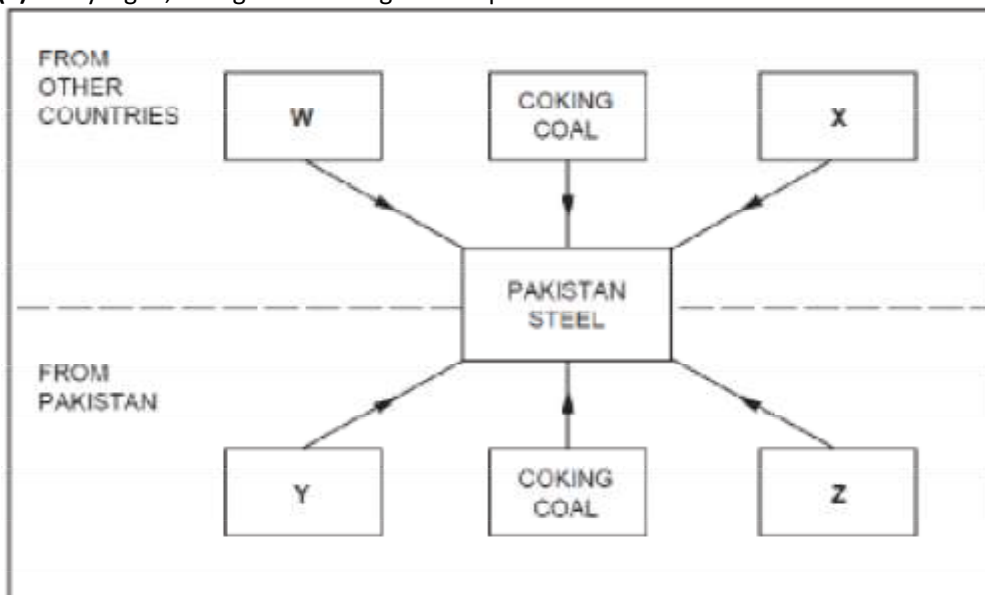 FROM
OTHER
COUNTRIES
W
COKING
COAL
X
PAKISTAN
STEEL
FROM
PAKISTAN
Y
COKING
COAL
Z